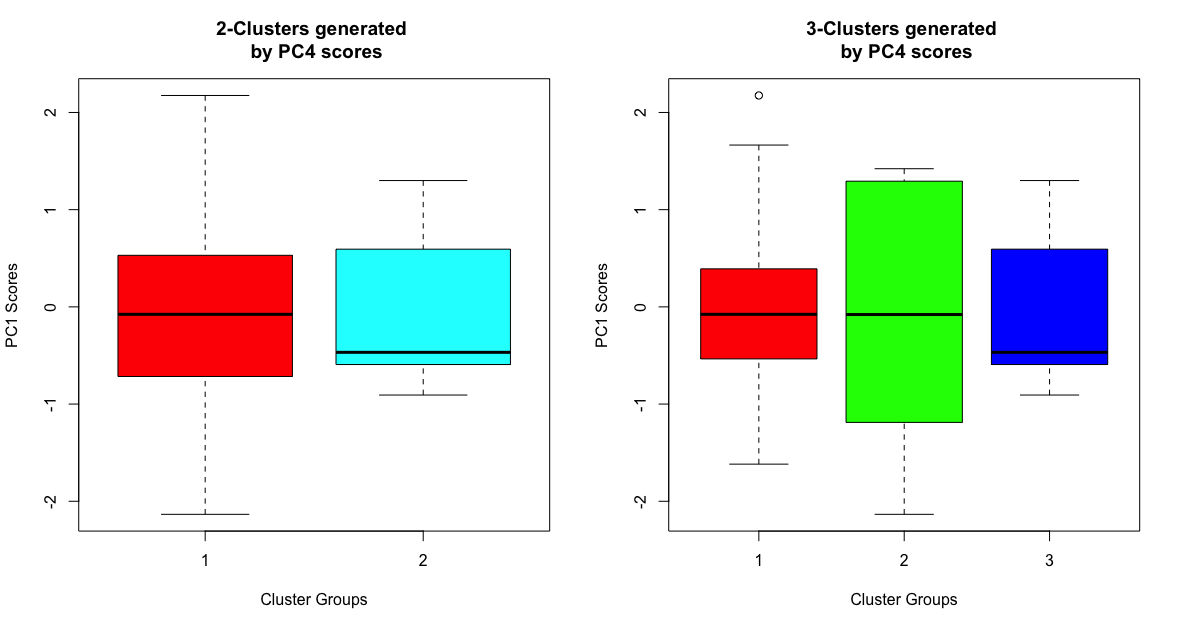 2-Clusters generated
by PC4 scores
PC1 Scores
2
1
0
-1
-2
1
2
Cluster Groups
3-Clusters generated
by PC4 scores
PC1 Scores
2
1
0
-1
-2
1
2
3
Cluster Groups